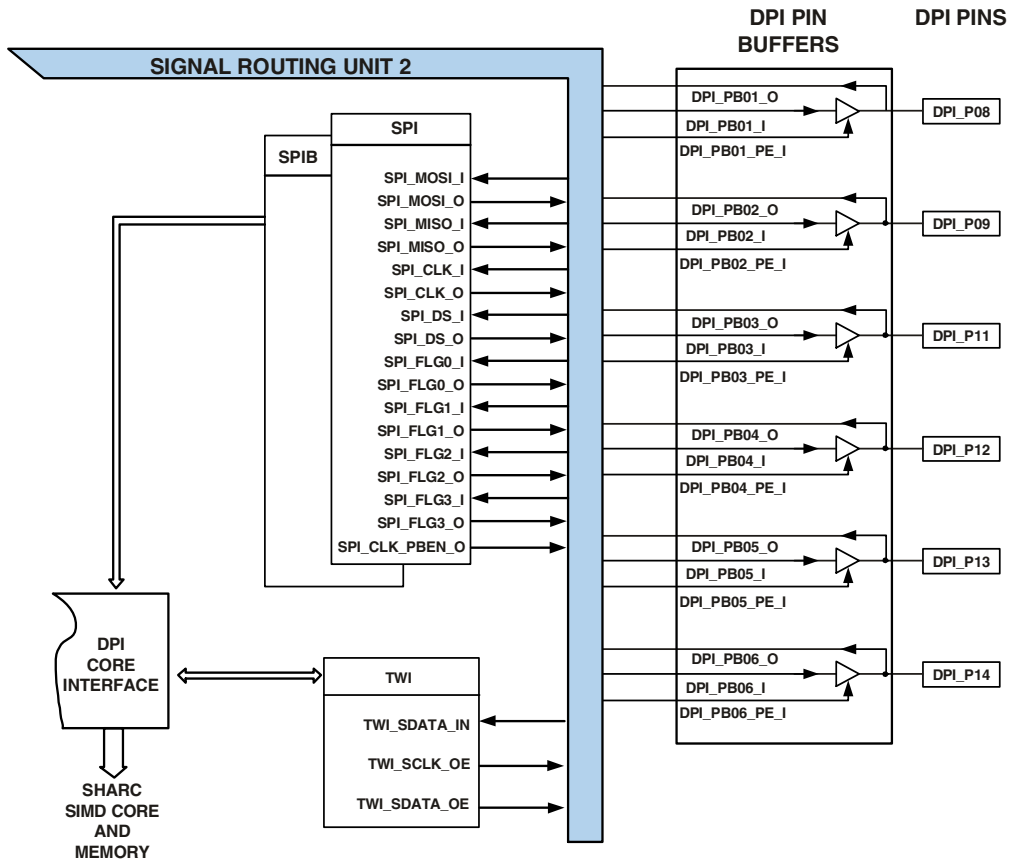 DPI PIN
BUFFERS
DPI PINS
SIGNAL ROUTING UNIT 2
SPI
SPIB
SPI_MOSI_I
SPI_MOSI_O
SPI_MISO_I
SPI_MISO_O
SPI_CLK_I
SPI_CLK_O
SPI_DS_I
SPI_DS_O
SPI_FLG0_I
SPI_FLG0_O
SPI_FLG1_I
SPI_FLG1_O
SPI_FLG2_I
SPI_FLG2_O
SPI_FLG3_I
SPI_FLG3_O
SPI_CLK_PBEN_O
DPI
CORE
INTERFACE
SHARC
SIMD CORE
AND
MEMORY
TWI
TWI_SDATA_IN
TWI_SCLK_OE
TWI_SDATA_OE
DPI_PB01_O
DPI_PB01_I
DPI_PB01_PE_I
DPI_P08
DPI_PB02_O
DPI_PB02_I
DPI_PB02_PE_I
DPI_P09
DPI_PB03_O
DPI_PB03_I
DPI_PB03_PE_I
DPI_P11
DPI_PB04_O
DPI_PB04_I
DPI_PB04_PE_I
DPI_P12
DPI_PB05_O
DPI_PB05_I
DPI_PB05_PE_I
DPI_P13
DPI_PB06_O
DPI_PB06_I
DPI_PB06_PE_I
DPI_P14